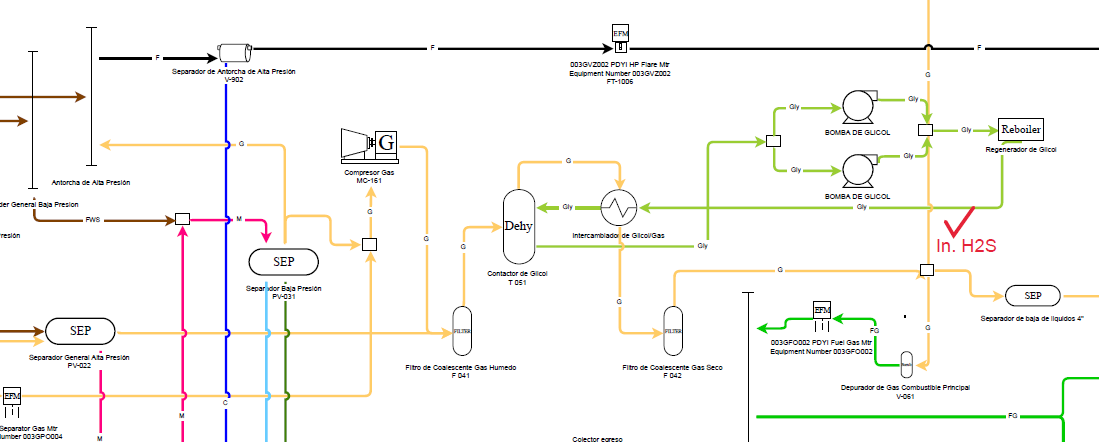 F
Separador de Antorcha de Alta Presión
V-902
F
EFM
003GVZ002 PDYI HP Flare Mtr
Equipment Number 003GVZ002
FT-1006
F
G
G
Antorcha de Alta Presión
der General Baja Presion
FWS
resión
M
G
Compresor Gas
MC-161
G
G
SEP
Separador Baja Presión
PV-031
G
Gly
Dehy
Contactor de Glicol
T 051
Intercambiador de Glicol/Gas
Gly
Gly
Gly
Gly
BOMBA DE GLICOL
Gly
Gly
BOMBA DE GLICOL
Gly
Reboiler
Regenerador de Glicol
In. H2S
G
G
G
SEP
Separador de baja de liquidos 4"
SEP
Separador General Alta Presión
PV-022
G
FILTER
Filtro de Coalescente Gas Humedo
F 041
FILTER
Filtro de Coalescente Gas Seco
F 042
EFM
003GFO002 PDYI Fuel Gas Mtr
Equipment Number 003GFO002
FG
G
Depurador de Gas Combustible Principal
V-061
EFM
Separator Gas Mtr
umber 003GPO004
M
M
C
FG
Colector egreso